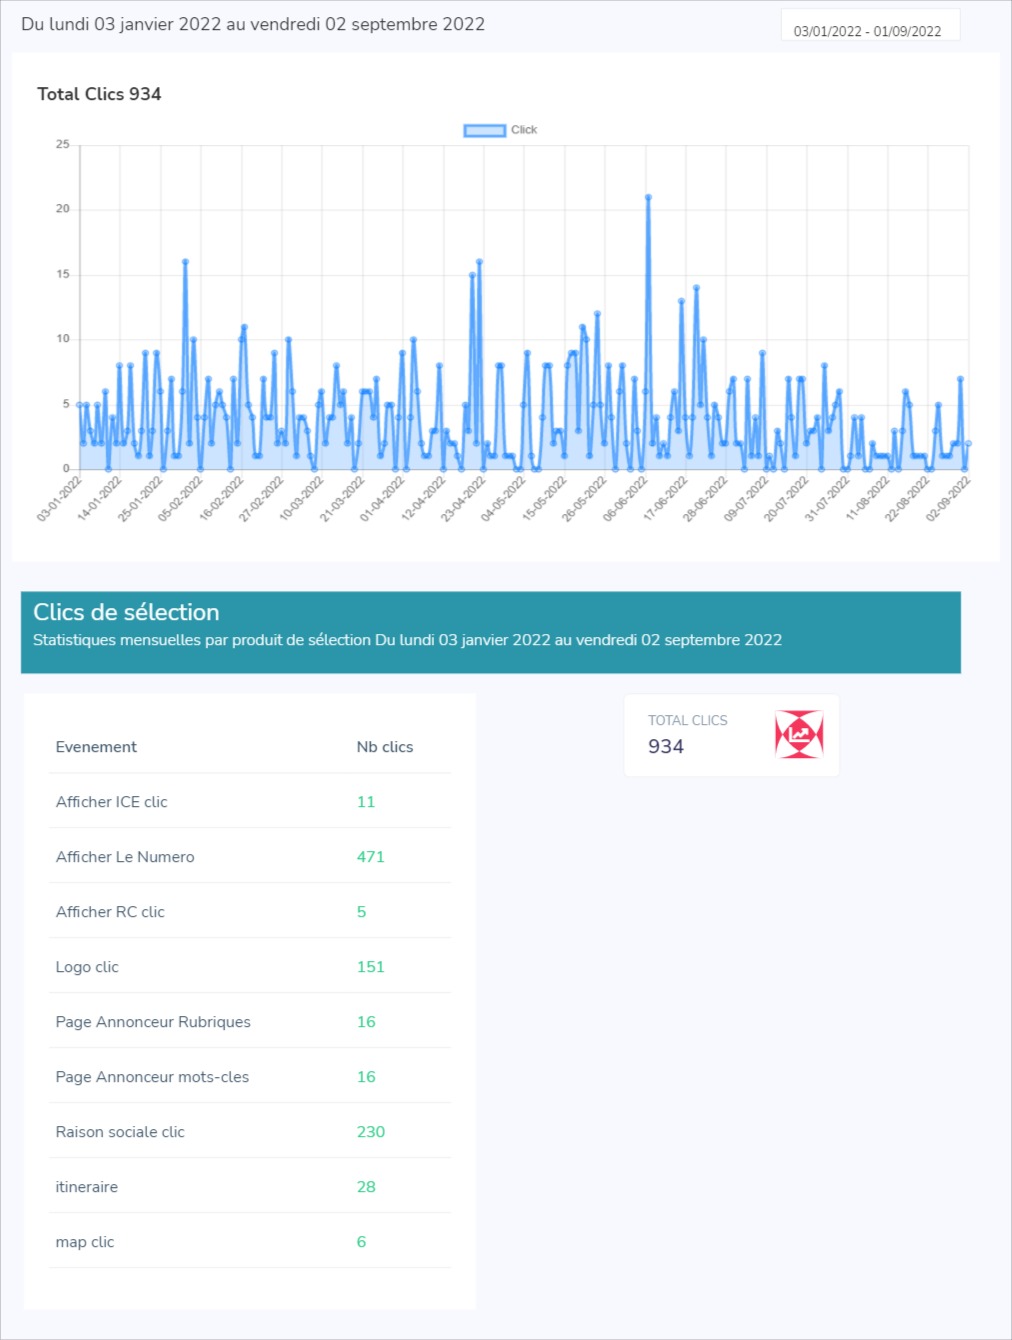 Du lundi 03 janvier 2022 au vendredi 02 septembre 2022
03/01/2022 - 01/09/2022
Total Clics 934
Click
25
20
15
10
5
0
03-01-2022
14-01-2022
25-01-2022
05-02-2022
16-02-2022
27-02-2022
10-03-2022
21-03-2022
01-04-2022
12-04-2022
23-04-2022
04-05-2022
15-05-2022
26-05-2022
06-06-2022
17-06-2022
28-06-2022
09-07-2022
20-07-2022
31-07-2022
11-08-2022
22-08-2022
02-09-2022
Clics de sélection
Statistiques mensuelles par produit de sélection Du lundi 03 janvier 2022 au vendredi 02 septembre 2022
TOTAL CLICS
934
Evenement Nb clics
Afficher ICE clic 11
Afficher Le Numero 471
Afficher RC clic 5
Logo clic 151
Page Annonceur Rubriques 16
Page Annonceur mots-cles 16
Raison sociale clic 230
itineraire 28
map clic 6